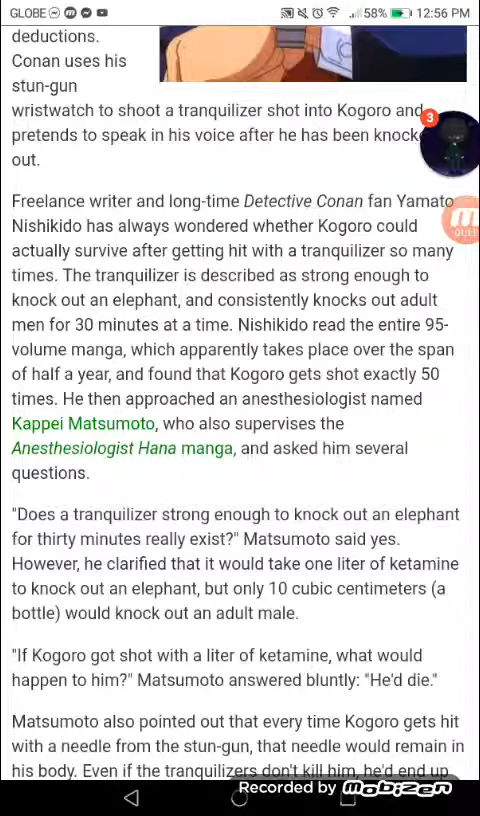 GLOBE 58% 12:56 PM
deductions.
Conan uses his
stun-gun
wristwatch to shoot a tranquilizer shot into Kogoro and
3
pretends to speak in his voice after he has been knock
out.
Freelance writer and long-time Detective Conan fan Yamato
Nishikido has always wondered whether Kogoro could
actually survive after getting hit with a tranquilizer so many
times. The tranquilizer is described as strong enough to
knock out an elephant, and consistently knocks out adult
men for 30 minutes at a time. Nishikido read the entire 95-
volume manga, which apparently takes place over the span
of half a year, and found that Kogoro gets shot exactly 50
times. He then approached an anesthesiologist named
Kappei Matsumoto, who also supervises the
Anesthesiologist Hana manga, and asked him several
questions.
"Does a tranquilizer strong enough to knock out an elephant
for thirty minutes really exist?" Matsumoto said yes.
However, he clarified that it would take one liter of ketamine
to knock out an elephant, but only 10 cubic centimeters (a
bottle) would knock out an adult male.
"If Kogoro got shot with a liter of ketamine, what would
happen to him?" Matsumoto answered bluntly: "He'd die."
Matsumoto also pointed out that every time Kogoro gets hit
with a needle from the stun-gun, that needle would remain in
his body. Even if the tranquilizers don't kill him, he'd end up
Recorded by mobizen